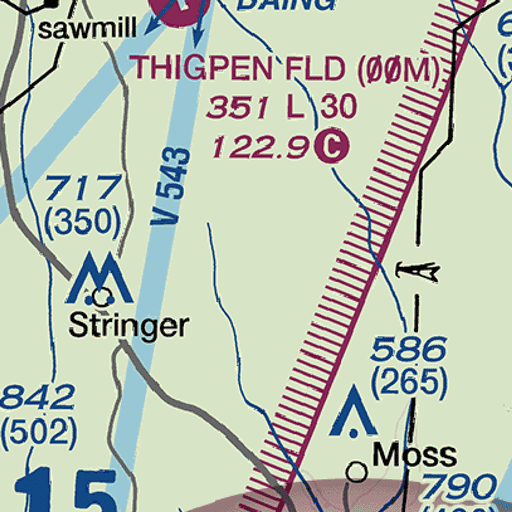 BAING
sawmill
THIGPEN FLD (ØØM)
351 L 30
122.9 C
V 543
717
(350)
Stringer
586
(265)
842
(502)
Moss
15
790